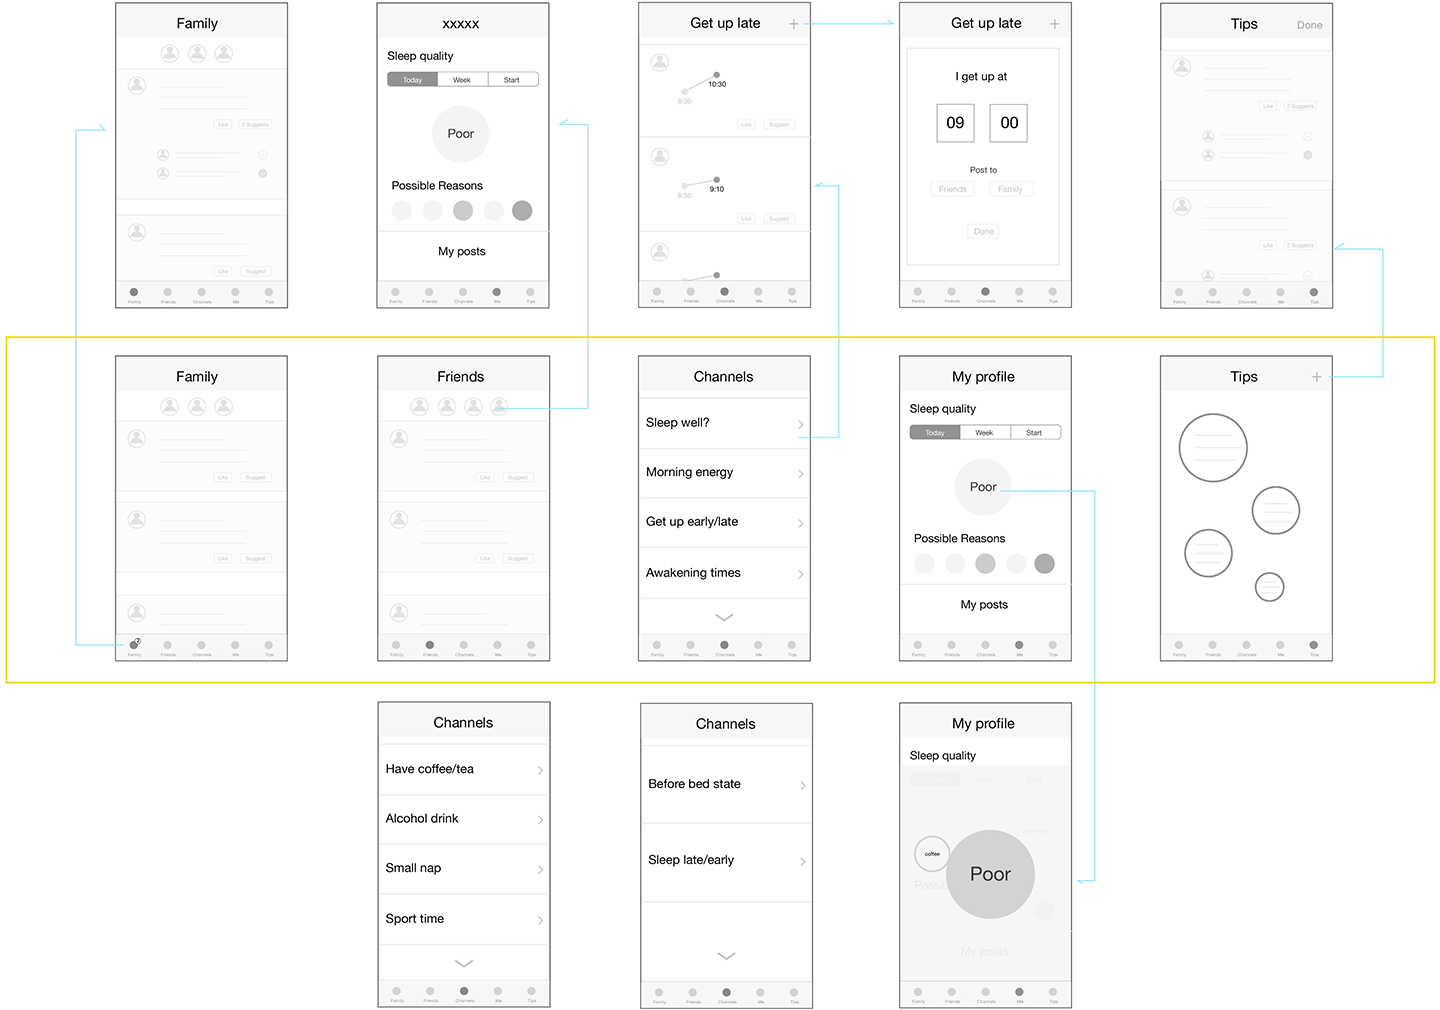 Family
Like
2 Suggests
Like
Suggest
Family
Friends
Channels
Me
Tips
xxxxx
Sleep quality
Today
Week
Start
Poor
Possible Reasons
My posts
Family
Friends
Channels
Me
Tips
Get up late
+
10:30
8:30
Like
Suggest
9:10
8:30
Like
Suggest
Family
Friends
Channels
Me
Tips
Get up late
+
I get up at
09
00
Post to
Friends
Family
Done
Family
Friends
Channels
Me
Tips
Tips
Done
Like
2 Suggests
Like
2 Suggests
Family
Friends
Channels
Me
Tips
Family
Like
Suggest
Like
Suggest
2
Family
Friends
Channels
Me
Tips
Friends
Like
Suggest
Like
Suggest
Family
Friends
Channels
Me
Tips
Channels
Sleep well?
Morning energy
Get up early/late
Awakening times
Family
Friends
Channels
Me
Tips
My profile
Sleep quality
Today
Week
Start
Poor
Possible Reasons
My posts
Family
Friends
Channels
Me
Tips
Tips
+
Family
Friends
Channels
Me
Tips
Channels
Have coffee/tea
Alcohol drink
Small nap
Sport time
Family
Friends
Channels
Me
Tips
Channels
Before bed state
Sleep late/early
Family
Friends
Channels
Me
Tips
My profile
Sleep quality
coffee
Poor
Possib
My posts
Family
Friends
Channels
Me
Tips